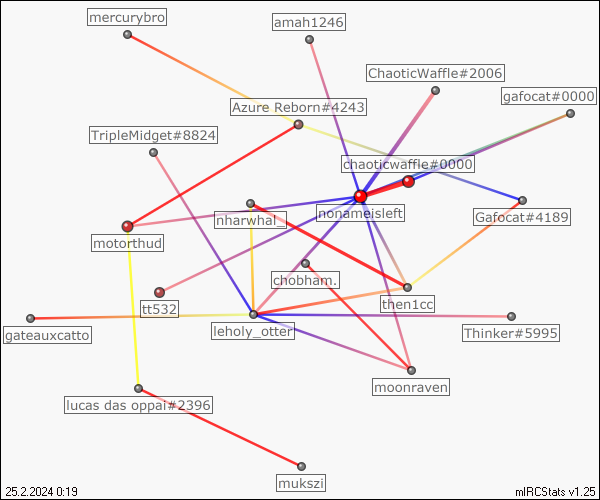 mercurybro
amah1246
ChaoticWaffle#2006
gafocat#0000
Azure Reborn#4243
TripleMidget#8824
chaoticwaffle#0000
nonameisleft
nharwhal_
Gafocat#4189
motorthud
chobham.
tt532
then1cc
gateauxcatto
leholy_otter
Thinker#5995
moonraven
lucas das oppai#2396
mukszi
25.2.2024 0:19
mIRCStats v1.25